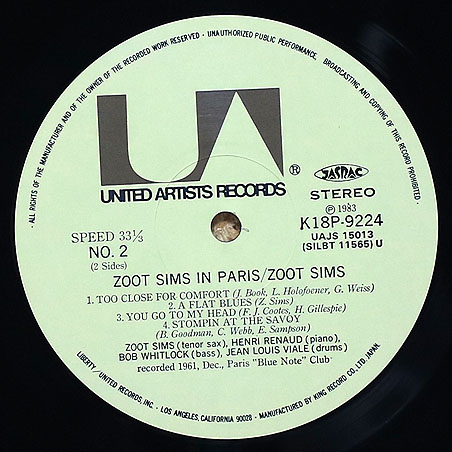 · ALL RIGHTS OF THE MANUFACTURER AND OF THE OWNER OF THE RECORDED WORK RESERVED · UNAUTHORIZED PUBLIC PERFORMANCE, BROADCASTING AND COPYING OF THIS RECORD PROHIBITED ·
UA
®
UNITED ARTISTS RECORDS
JASRAC
STEREO
℗ 1983
K18P-9224
UAJS 15013
(SILBT 11565) U
SPEED 33⅓
NO. 2
(2 Sides)
ZOOT SIMS IN PARIS/ZOOT SIMS
1. TOO CLOSE FOR COMFORT (J. Book, L. Holofoener, G. Weiss)
2. A FLAT BLUES (Z. Sims)
3. YOU GO TO MY HEAD (F. J. Cootes, H. Gillespie)
4. STOMPIN AT THE SAVOY
(B. Goodman, C. Webb, E. Sampson)
ZOOT SIMS (tenor sax), HENRI RENAUD (piano),
BOB WHITLOCK (bass), JEAN LOUIS VIALE (drums)
recorded 1961, Dec., Paris "Blue Note" Club
LIBERTY/UNITED RECORDS, INC. · LOS ANGELES, CALIFORNIA 90028 · MANUFACTURED BY KING RECORD CO., LTD. JAPAN.